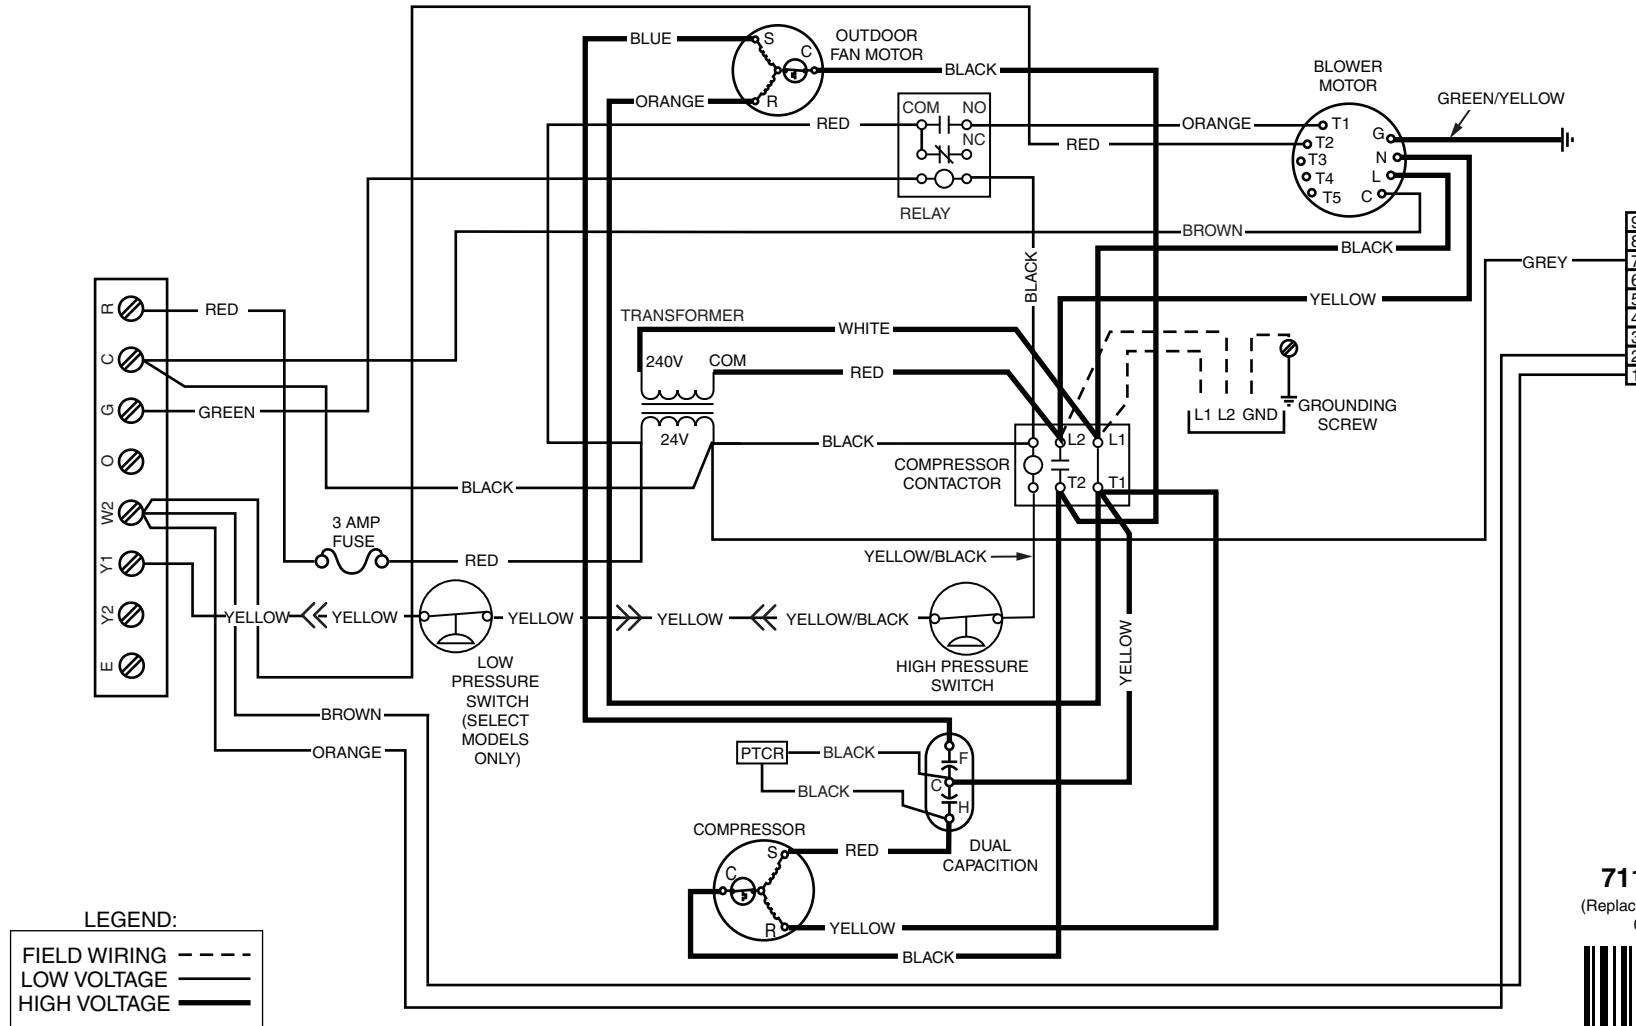 BLUE
S
C
R
OUTDOOR
FAN MOTOR
BLACK
ORANGE
RED
COM NO
NC
RELAY
ORANGE
RED
BLOWER
MOTOR
T1
T2
T3
T4
T5
G
N
L
C
GREEN/YELLOW
BROWN
BLACK
GREY
BLACK
YELLOW
R
RED
C
G
GREEN
O
W2
Y1
Y2
E
TRANSFORMER
240V
COM
24V
WHITE
RED
BLACK
L1 L2 GND
GROUNDING
SCREW
L2
L1
T2
T1
COMPRESSOR
CONTACTOR
BLACK
3 AMP
FUSE
RED
YELLOW/BLACK
YELLOW
YELLOW
YELLOW
YELLOW
YELLOW/BLACK
YELLOW
LOW
PRESSURE
SWITCH
(SELECT
MODELS
ONLY)
HIGH PRESSURE
SWITCH
BROWN
ORANGE
PTCR
BLACK
BLACK
F
C
H
DUAL
CAPACITION
COMPRESSOR
S
C
R
RED
YELLOW
BLACK
LEGEND:
FIELD WIRING
LOW VOLTAGE
HIGH VOLTAGE
711
(Replac